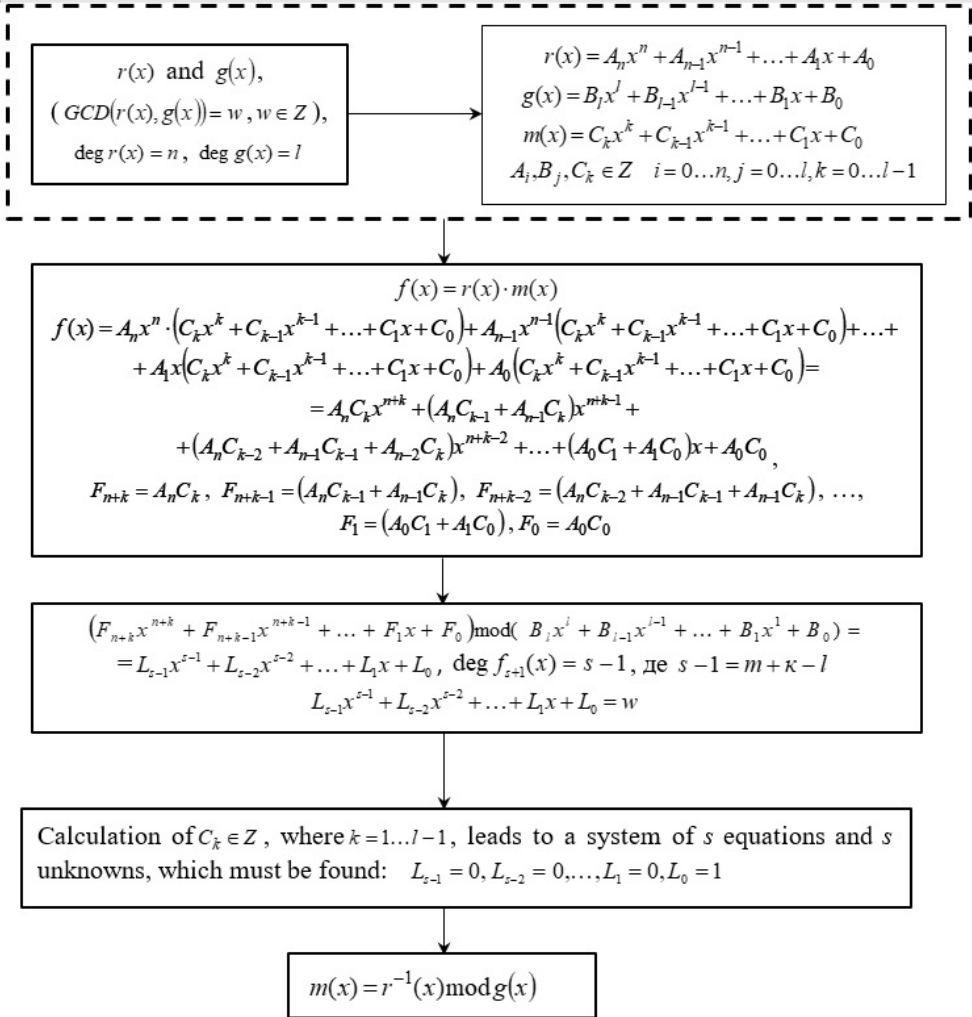 r(x) and g(x),
( GCD(r(x), g(x)) = w , w ∈ Z ),
deg r(x) = n , deg g(x) = l
r(x) = A_n x^n + A_{n-1} x^{n-1} + ... + A_1 x + A_0
g(x) = B_l x^l + B_{l-1} x^{l-1} + ... + B_1 x + B_0
m(x) = C_k x^k + C_{k-1} x^{k-1} + ... + C_1 x + C_0
A_i, B_j, C_k ∈ Z i = 0...n, j = 0...l, k = 0...l-1
f(x) = r(x) · m(x)
f(x) = A_n x^n · (C_k x^k + C_{k-1} x^{k-1} + ... + C_1 x + C_0) + A_{n-1} x^{n-1} (C_k x^k + C_{k-1} x^{k-1} + ... + C_1 x + C_0) + ... +
+ A_1 x(C_k x^k + C_{k-1} x^{k-1} + ... + C_1 x + C_0) + A_0 (C_k x^k + C_{k-1} x^{k-1} + ... + C_1 x + C_0) =
= A_n C_k x^{n+k} + (A_n C_{k-1} + A_{n-1} C_k) x^{n+k-1} +
+ (A_n C_{k-2} + A_{n-1} C_{k-1} + A_{n-2} C_k) x^{n+k-2} + ... + (A_0 C_1 + A_1 C_0) x + A_0 C_0 ,
F_{n+k} = A_n C_k , F_{n+k-1} = (A_n C_{k-1} + A_{n-1} C_k), F_{n+k-2} = (A_n C_{k-2} + A_{n-1} C_{k-1} + A_{n-1} C_k), ...,
F_1 = (A_0 C_1 + A_1 C_0), F_0 = A_0 C_0
(F_{n+k} x^{n+k} + F_{n+k-1} x^{n+k-1} + ... + F_1 x + F_0) mod( B_l x^l + B_{l-1} x^{l-1} + ... + B_1 x^1 + B_0 ) =
= L_{s-1} x^{s-1} + L_{s-2} x^{s-2} + ... + L_1 x + L_0 , deg f_{s+1}(x) = s - 1, де s - 1 = m + к - l
L_{s-1} x^{s-1} + L_{s-2} x^{s-2} + ... + L_1 x + L_0 = w
Calculation of C_k ∈ Z , where k = 1...l - 1, leads to a system of s equations and s
unknowns, which must be found: L_{s-1} = 0, L_{s-2} = 0, ..., L_1 = 0, L_0 = 1
m(x) = r^{-1}(x) mod g(x)